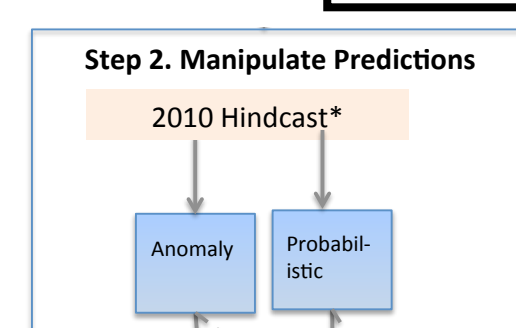 Step 2. Manipulate Predictions
2010 Hindcast*
Anomaly
Probabil-
istic